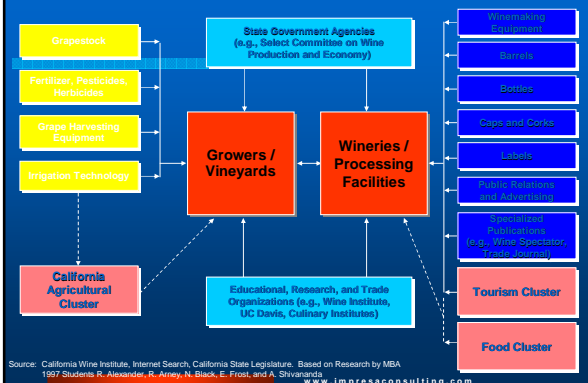 Grapestock
Fertilizer, Pesticides,
Herbicides
Grape Harvesting
Equipment
Irrigation Technology
California
Agricultural
Cluster
State Government Agencies
(e.g., Select Committee on Wine
Production and Economy)
Growers /
Vineyards
Wineries /
Processing
Facilities
Educational, Research, and Trade
Organizations (e.g., Wine Institute,
UC Davis, Culinary Institutes)
Winemaking
Equipment
Barrels
Bottles
Caps and Corks
Labels
Public Relations
and Advertising
Specialized
Publications
(e.g., Wine Spectator,
Trade Journal)
Tourism Cluster
Food Cluster
Source: California Wine Institute, Internet Search, California State Legislature. Based on Research by MBA
1997 Students R. Alexander, R. Arney, N. Black, E. Frost, and A. Shivananda
www.impresaconsulting.com